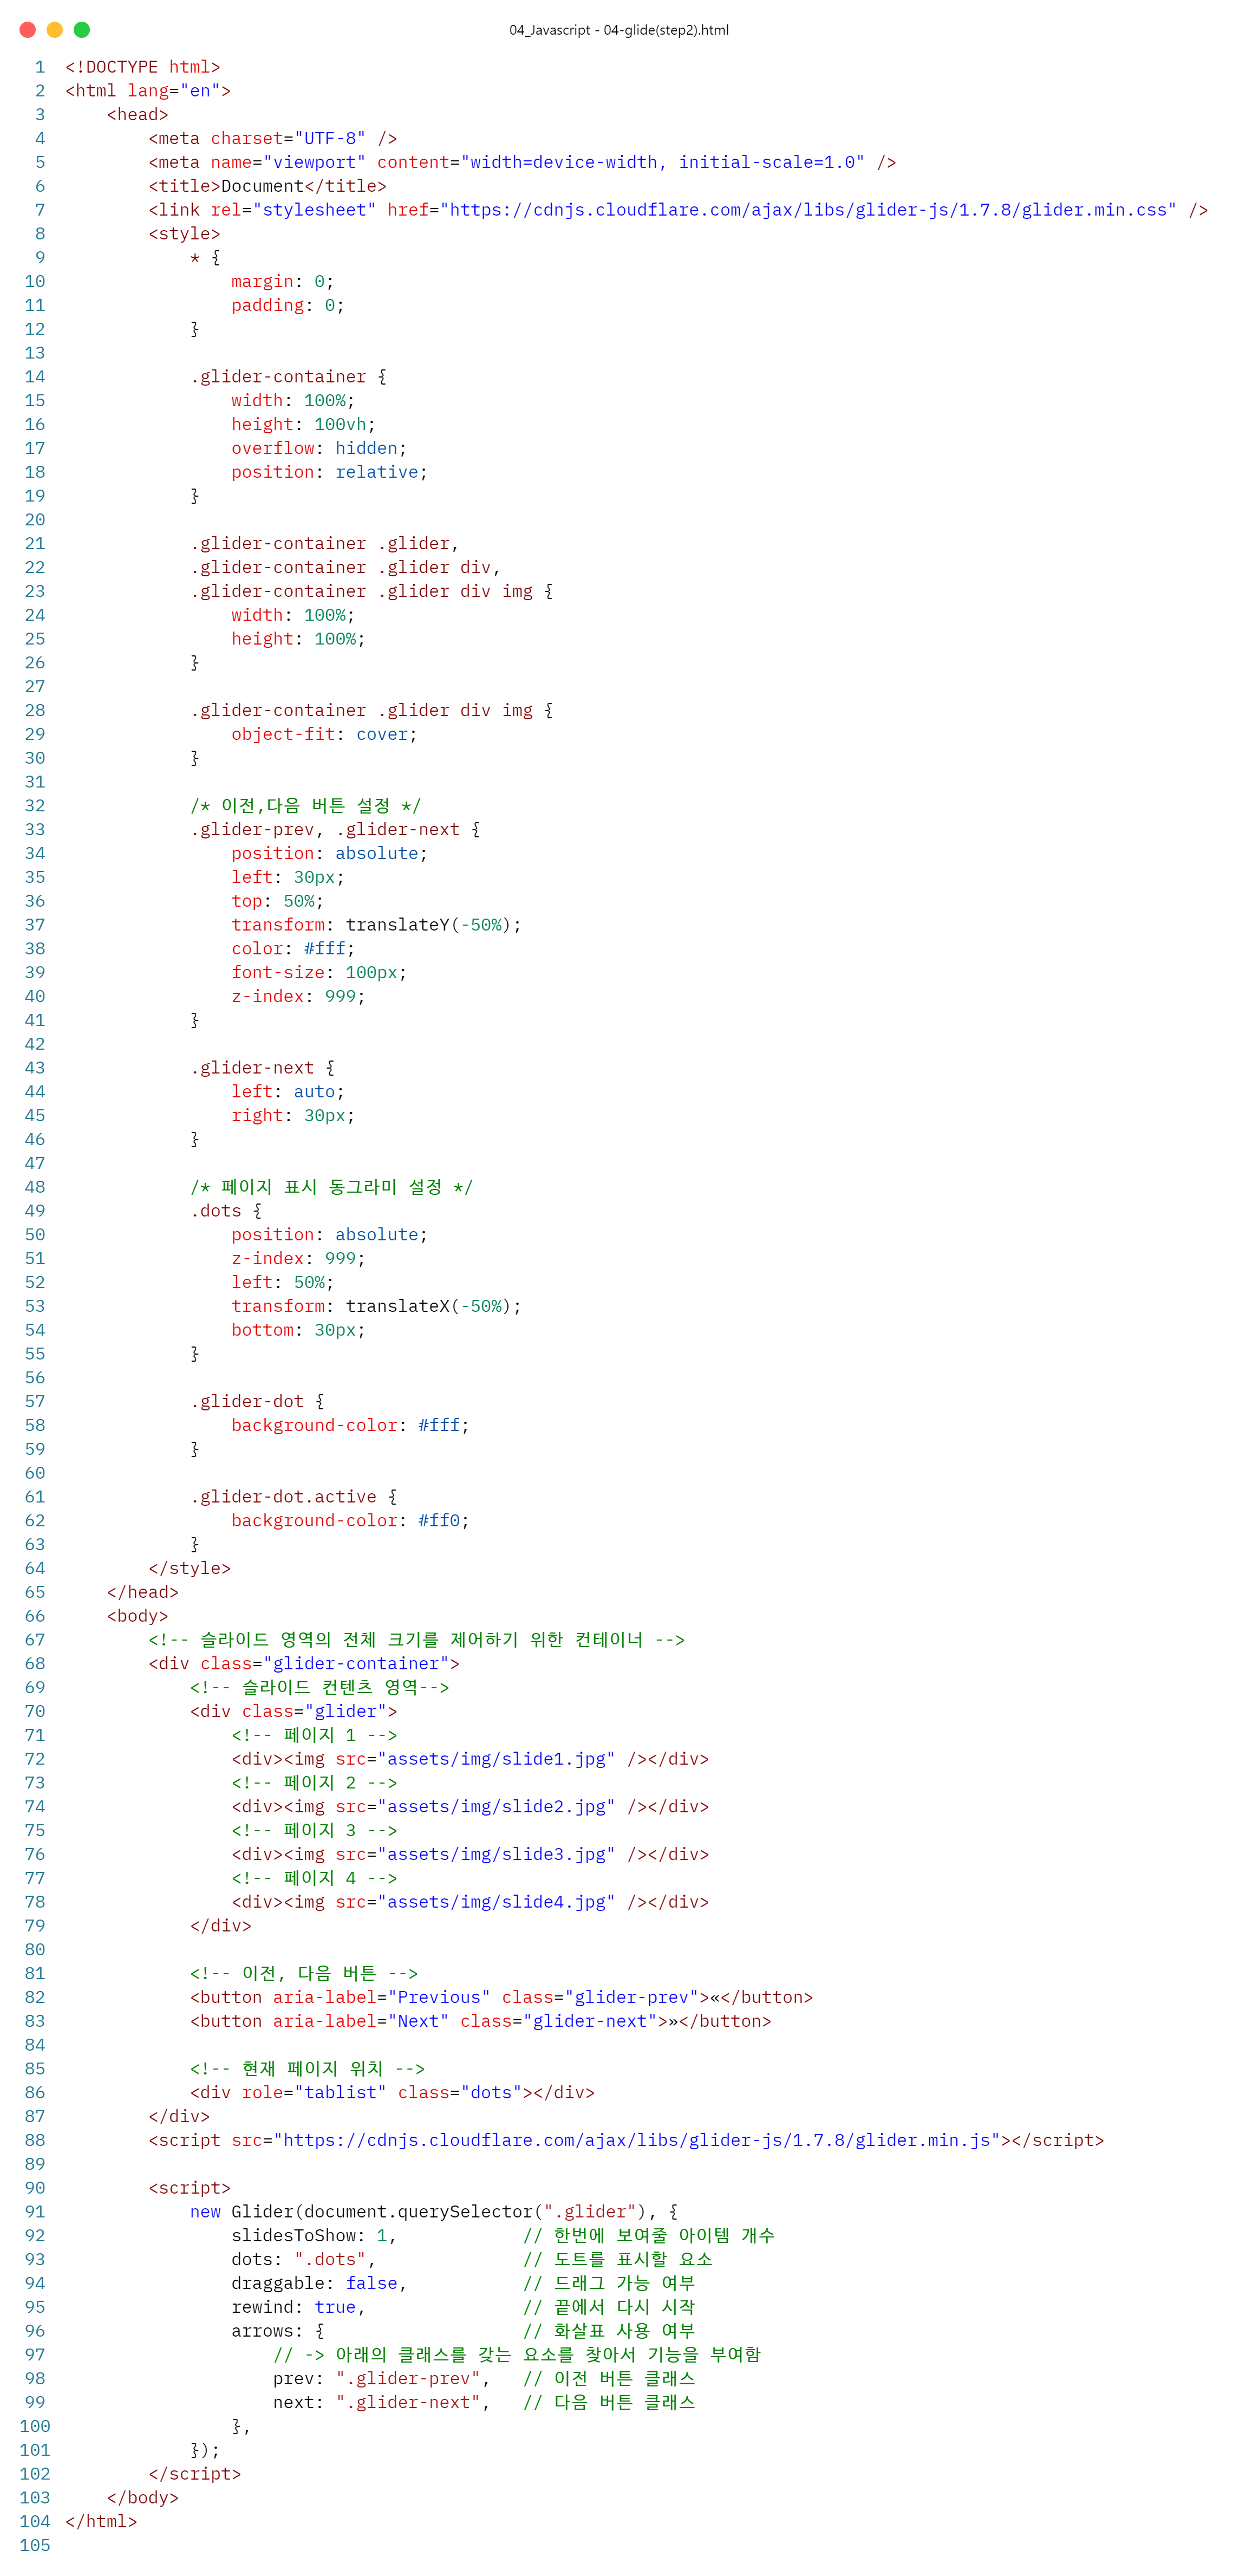 04_Javascript - 04-glide(step2).html
1 <!DOCTYPE html>
2 <html lang="en">
3     <head>
4         <meta charset="UTF-8" />
5         <meta name="viewport" content="width=device-width, initial-scale=1.0" />
6         <title>Document</title>
7         <link rel="stylesheet" href="https://cdnjs.cloudflare.com/ajax/libs/glider-js/1.7.8/glider.min.css" />
8         <style>
9             * {
10                 margin: 0;
11                 padding: 0;
12             }
13
14             .glider-container {
15                 width: 100%;
16                 height: 100vh;
17                 overflow: hidden;
18                 position: relative;
19             }
20
21             .glider-container .glider,
22             .glider-container .glider div,
23             .glider-container .glider div img {
24                 width: 100%;
25                 height: 100%;
26             }
27
28             .glider-container .glider div img {
29                 object-fit: cover;
30             }
31
32             /* 이전,다음 버튼 설정 */
33             .glider-prev, .glider-next {
34                 position: absolute;
35                 left: 30px;
36                 top: 50%;
37                 transform: translateY(-50%);
38                 color: #fff;
39                 font-size: 100px;
40                 z-index: 999;
41             }
42
43             .glider-next {
44                 left: auto;
45                 right: 30px;
46             }
47
48             /* 페이지 표시 동그라미 설정 */
49             .dots {
50                 position: absolute;
51                 z-index: 999;
52                 left: 50%;
53                 transform: translateX(-50%);
54                 bottom: 30px;
55             }
56
57             .glider-dot {
58                 background-color: #fff;
59             }
60
61             .glider-dot.active {
62                 background-color: #ff0;
63             }
64         </style>
65     </head>
66     <body>
67         <!-- 슬라이드 영역의 전체 크기를 제어하기 위한 컨테이너 -->
68         <div class="glider-container">
69             <!-- 슬라이드 컨텐츠 영역-->
70             <div class="glider">
71                 <!-- 페이지 1 -->
72                 <div><img src="assets/img/slide1.jpg" /></div>
73                 <!-- 페이지 2 -->
74                 <div><img src="assets/img/slide2.jpg" /></div>
75                 <!-- 페이지 3 -->
76                 <div><img src="assets/img/slide3.jpg" /></div>
77                 <!-- 페이지 4 -->
78                 <div><img src="assets/img/slide4.jpg" /></div>
79             </div>
80
81             <!-- 이전, 다음 버튼 -->
82             <button aria-label="Previous" class="glider-prev">«</button>
83             <button aria-label="Next" class="glider-next">»</button>
84
85             <!-- 현재 페이지 위치 -->
86             <div role="tablist" class="dots"></div>
87         </div>
88         <script src="https://cdnjs.cloudflare.com/ajax/libs/glider-js/1.7.8/glider.min.js"></script>
89
90         <script>
91             new Glider(document.querySelector(".glider"), {
92                 slidesToShow: 1,            // 한번에 보여줄 아이템 개수
93                 dots: ".dots",              // 도트를 표시할 요소
94                 draggable: false,           // 드래그 가능 여부
95                 rewind: true,               // 끝에서 다시 시작
96                 arrows: {                   // 화살표 사용 여부
97                     // -> 아래의 클래스를 갖는 요소를 찾아서 기능을 부여함
98                     prev: ".glider-prev",   // 이전 버튼 클래스
99                     next: ".glider-next",   // 다음 버튼 클래스
100                 },
101             });
102         </script>
103     </body>
104 </html>
105